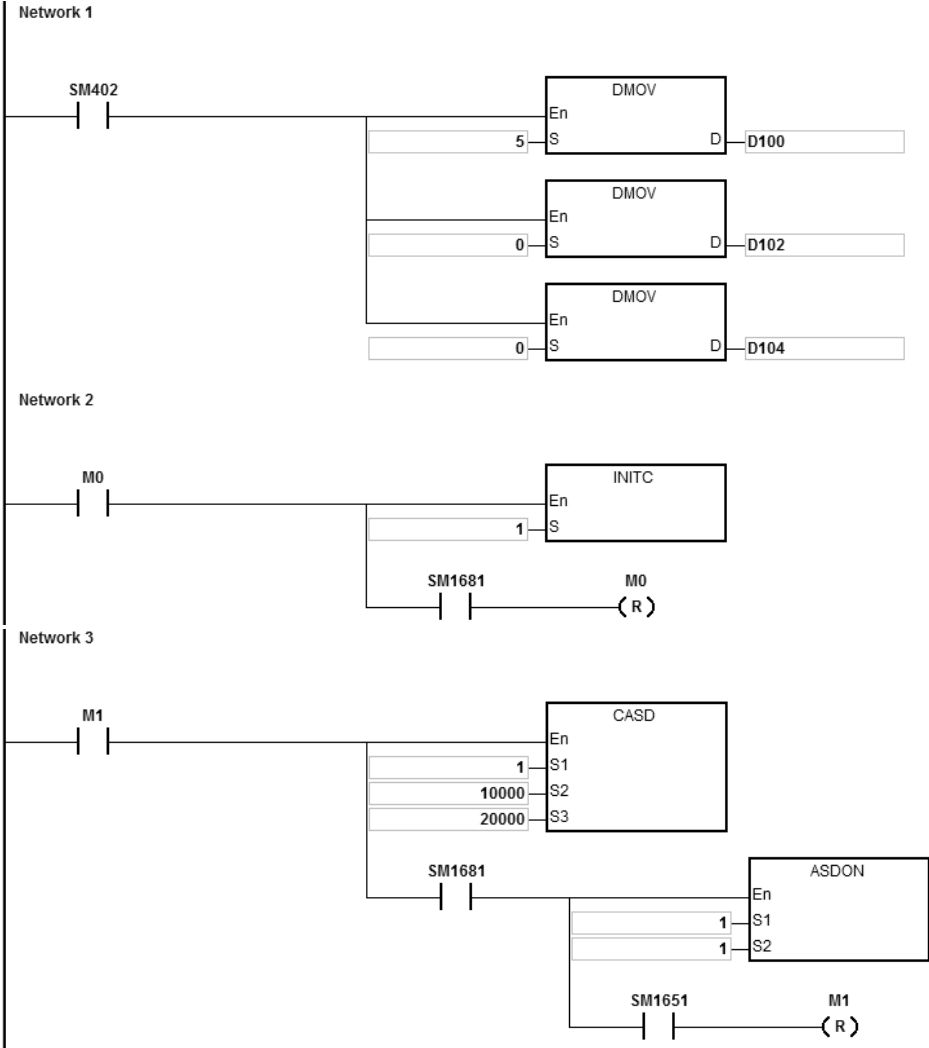 Network 1
SM402
DMOV
En
5 S D D100
DMOV
En
0 S D D102
DMOV
En
0 S D D104
Network 2
M0
INITC
En
1 S
SM1681 M0
( R )
Network 3
M1
CASD
En
1 S1
10000 S2
20000 S3
SM1681
ASDON
En
1 S1
1 S2
SM1651 M1
( R )